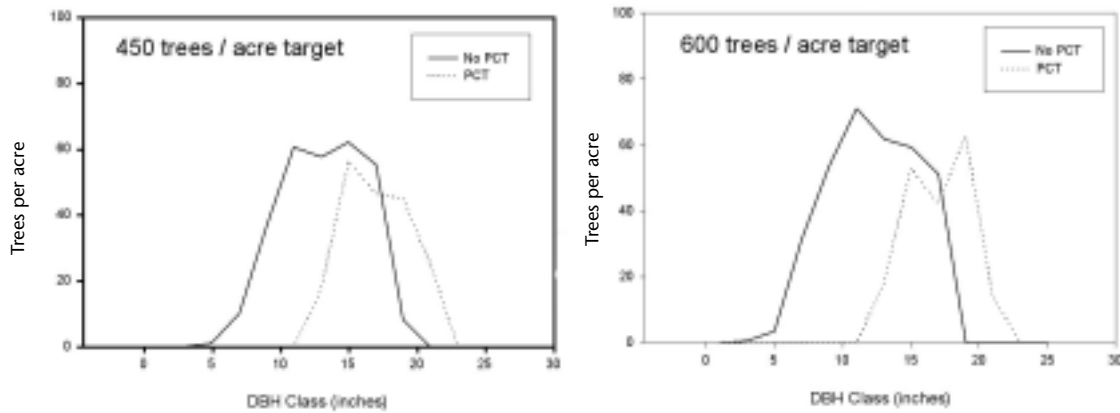 450 trees / acre target
No PCT
PCT
Trees per acre
100
80
60
40
20
0
0 5 10 15 20 25 30
DBH Class (inches)
600 trees / acre target
No PCT
PCT
Trees per acre
100
80
60
40
20
0
0 5 10 15 20 25 30
DBH Class (inches)